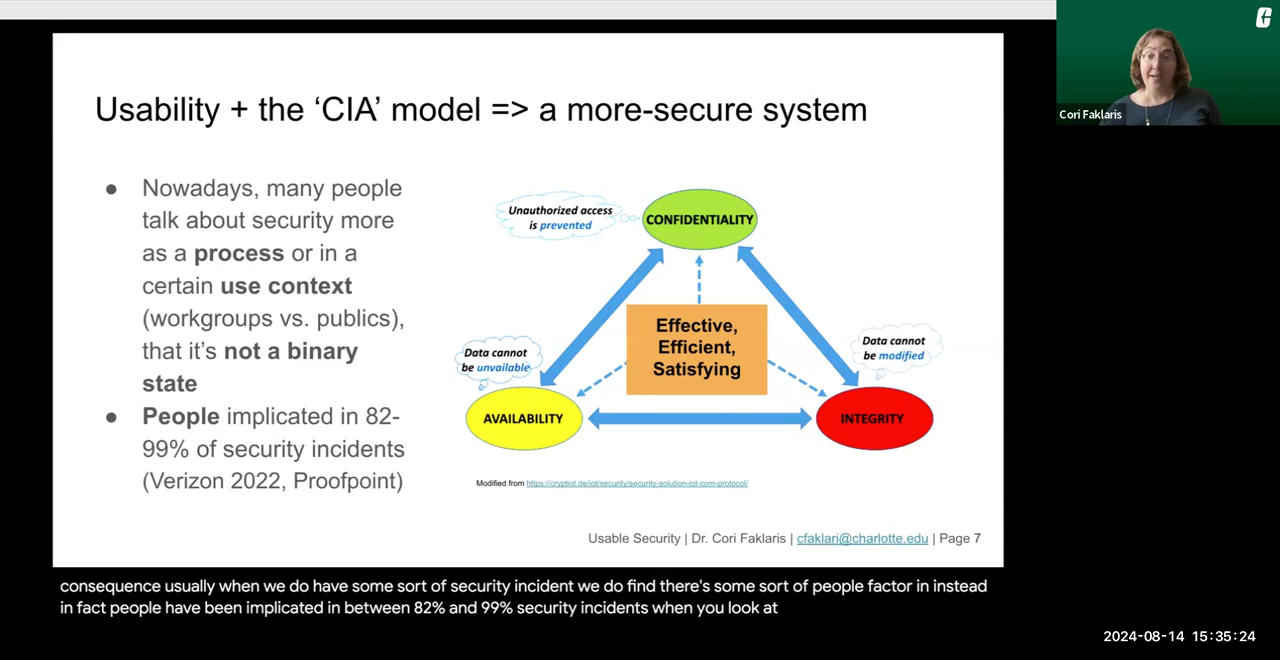 Usability + the ‘CIA’ model => a more-secure system
● Nowadays, many people
talk about security more
as a process or in a
certain use context
(workgroups vs. publics),
that it’s not a binary
state
● People implicated in 82-
99% of security incidents
(Verizon 2022, Proofpoint)
Unauthorized access
is prevented
CONFIDENTIALITY
Effective,
Efficient,
Satisfying
Data cannot
be unvailable
Data cannot
be modified
AVAILABILITY
INTEGRITY
Modified from https://cryptiot.de/iot/security/security-solution-iot-com-protocol/
Usable Security | Dr. Cori Faklaris | cfaklari@charlotte.edu | Page 7
Cori Faklaris
consequence usually when we do have some sort of security incident we do find there's some sort of people factor in instead
in fact people have been implicated in between 82% and 99% security incidents when you look at
2024-08-14 15:35:24